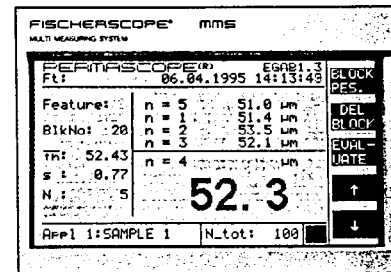 FISCHERSCOPE® mms
MULTI MEASURING SYSTEM
PERMASCOPE(R) EGAB1.3
Ft: 06.04.1995 14:13:49
BLOCK
RES.
Feature:
BlkNo: 20
n = 5 51.0 µm
n = 1 51.4 µm
n = 2 53.5 µm
n = 3 52.1 µm
n = 4 µm
52.3
DEL
BLOCK
EVAL-
UATE
↑
↓
52.43
s : 0.77
N : 5
Appl 1:SAMPLE 1 N_tot: 100